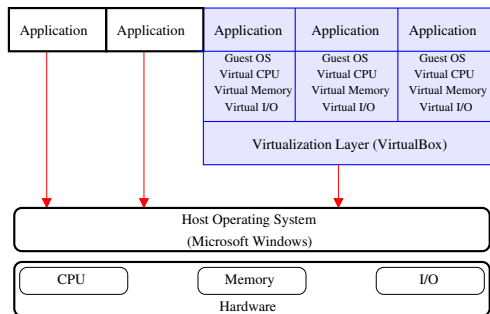 Application Application Application Application Application
Guest OS Guest OS Guest OS
Virtual CPU Virtual CPU Virtual CPU
Virtual Memory Virtual Memory Virtual Memory
Virtual I/O Virtual I/O Virtual I/O
Virtualization Layer (VirtualBox)
Host Operating System
(Microsoft Windows)
CPU Memory I/O
Hardware